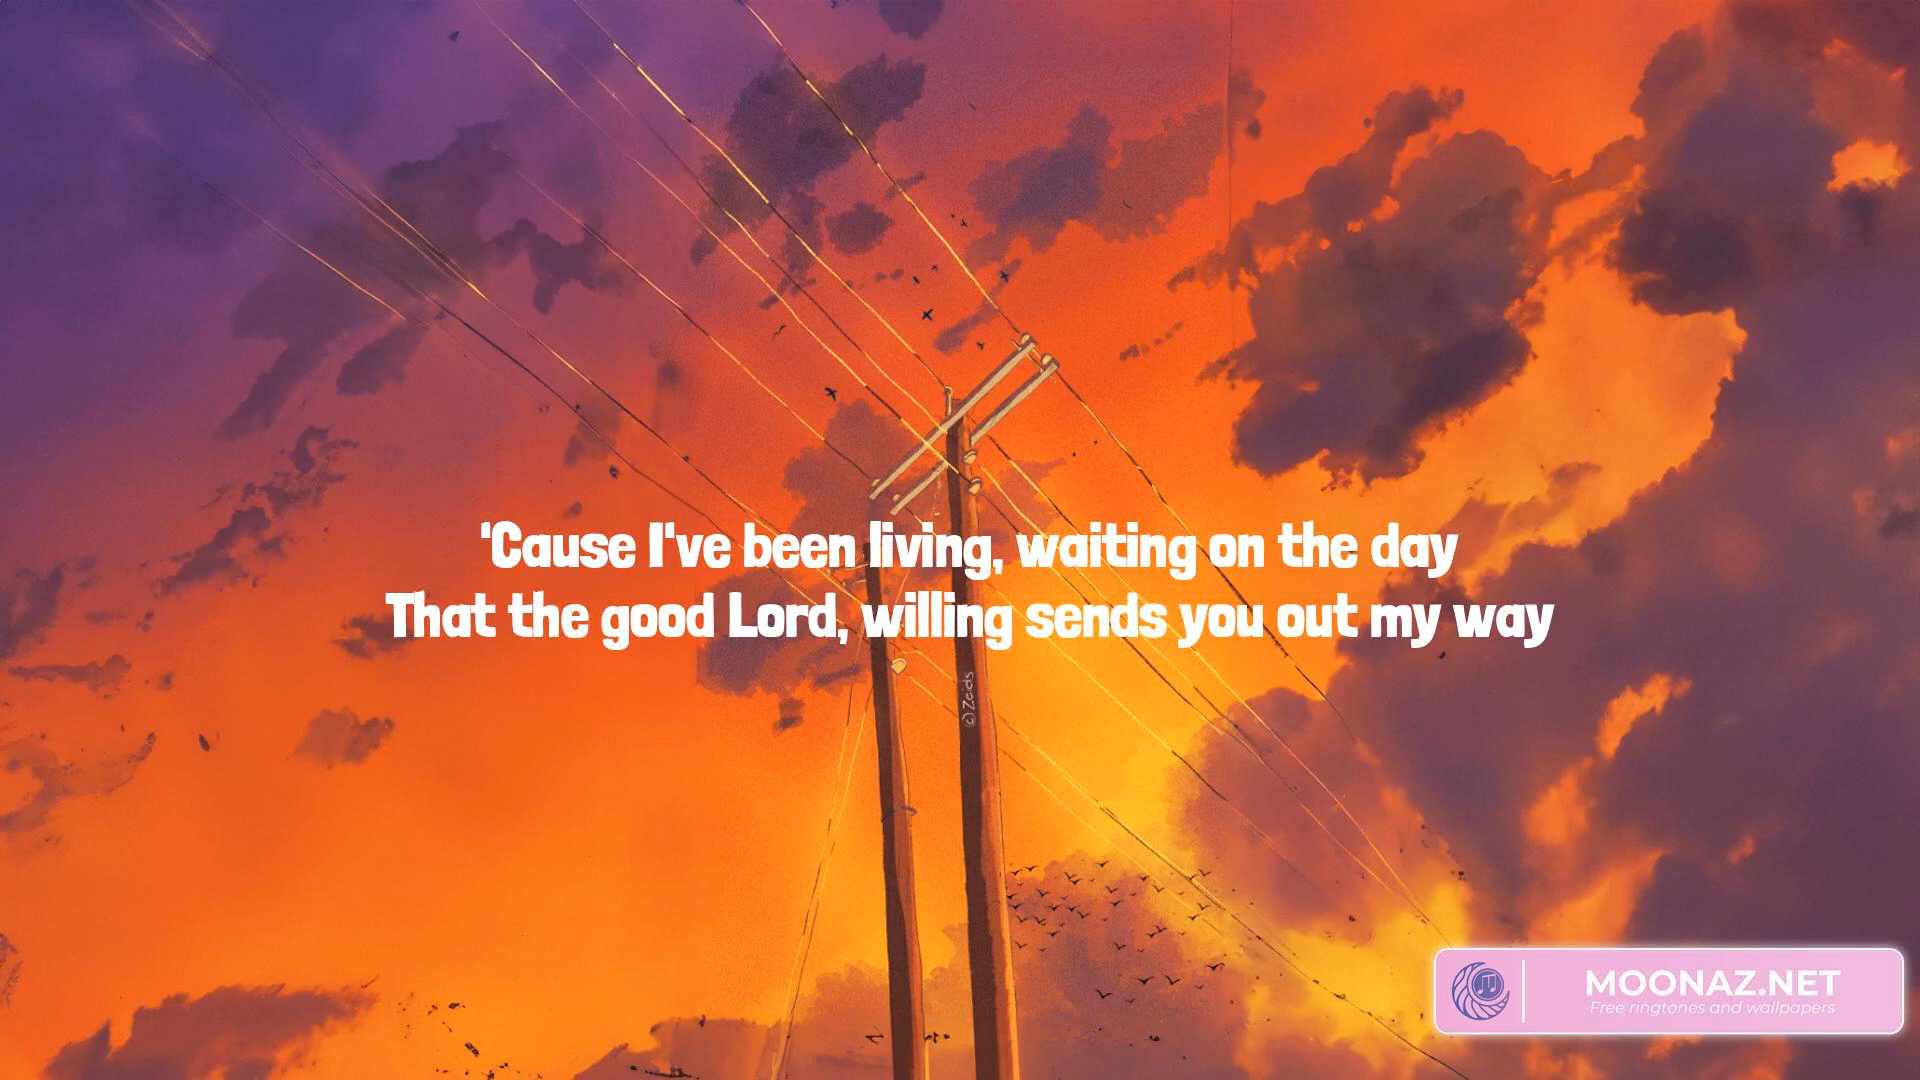 'Cause I've been living, waiting on the day
That the good Lord, willing sends you out my way
(c) Zaids
MOONAZ.NET
Free ringtones and wallpapers